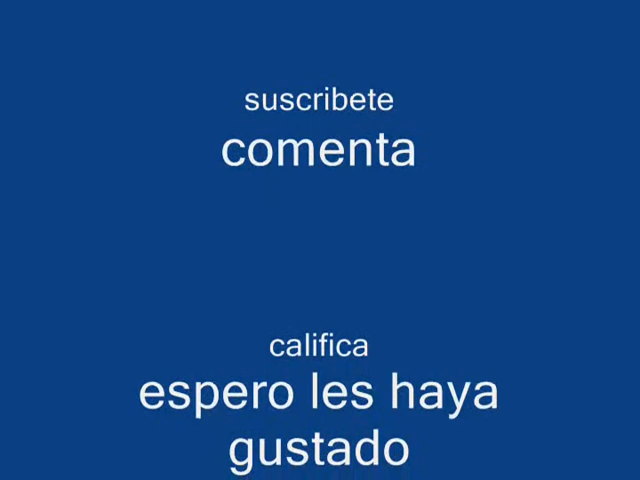 suscribete
comenta
califica
espero les haya
gustado